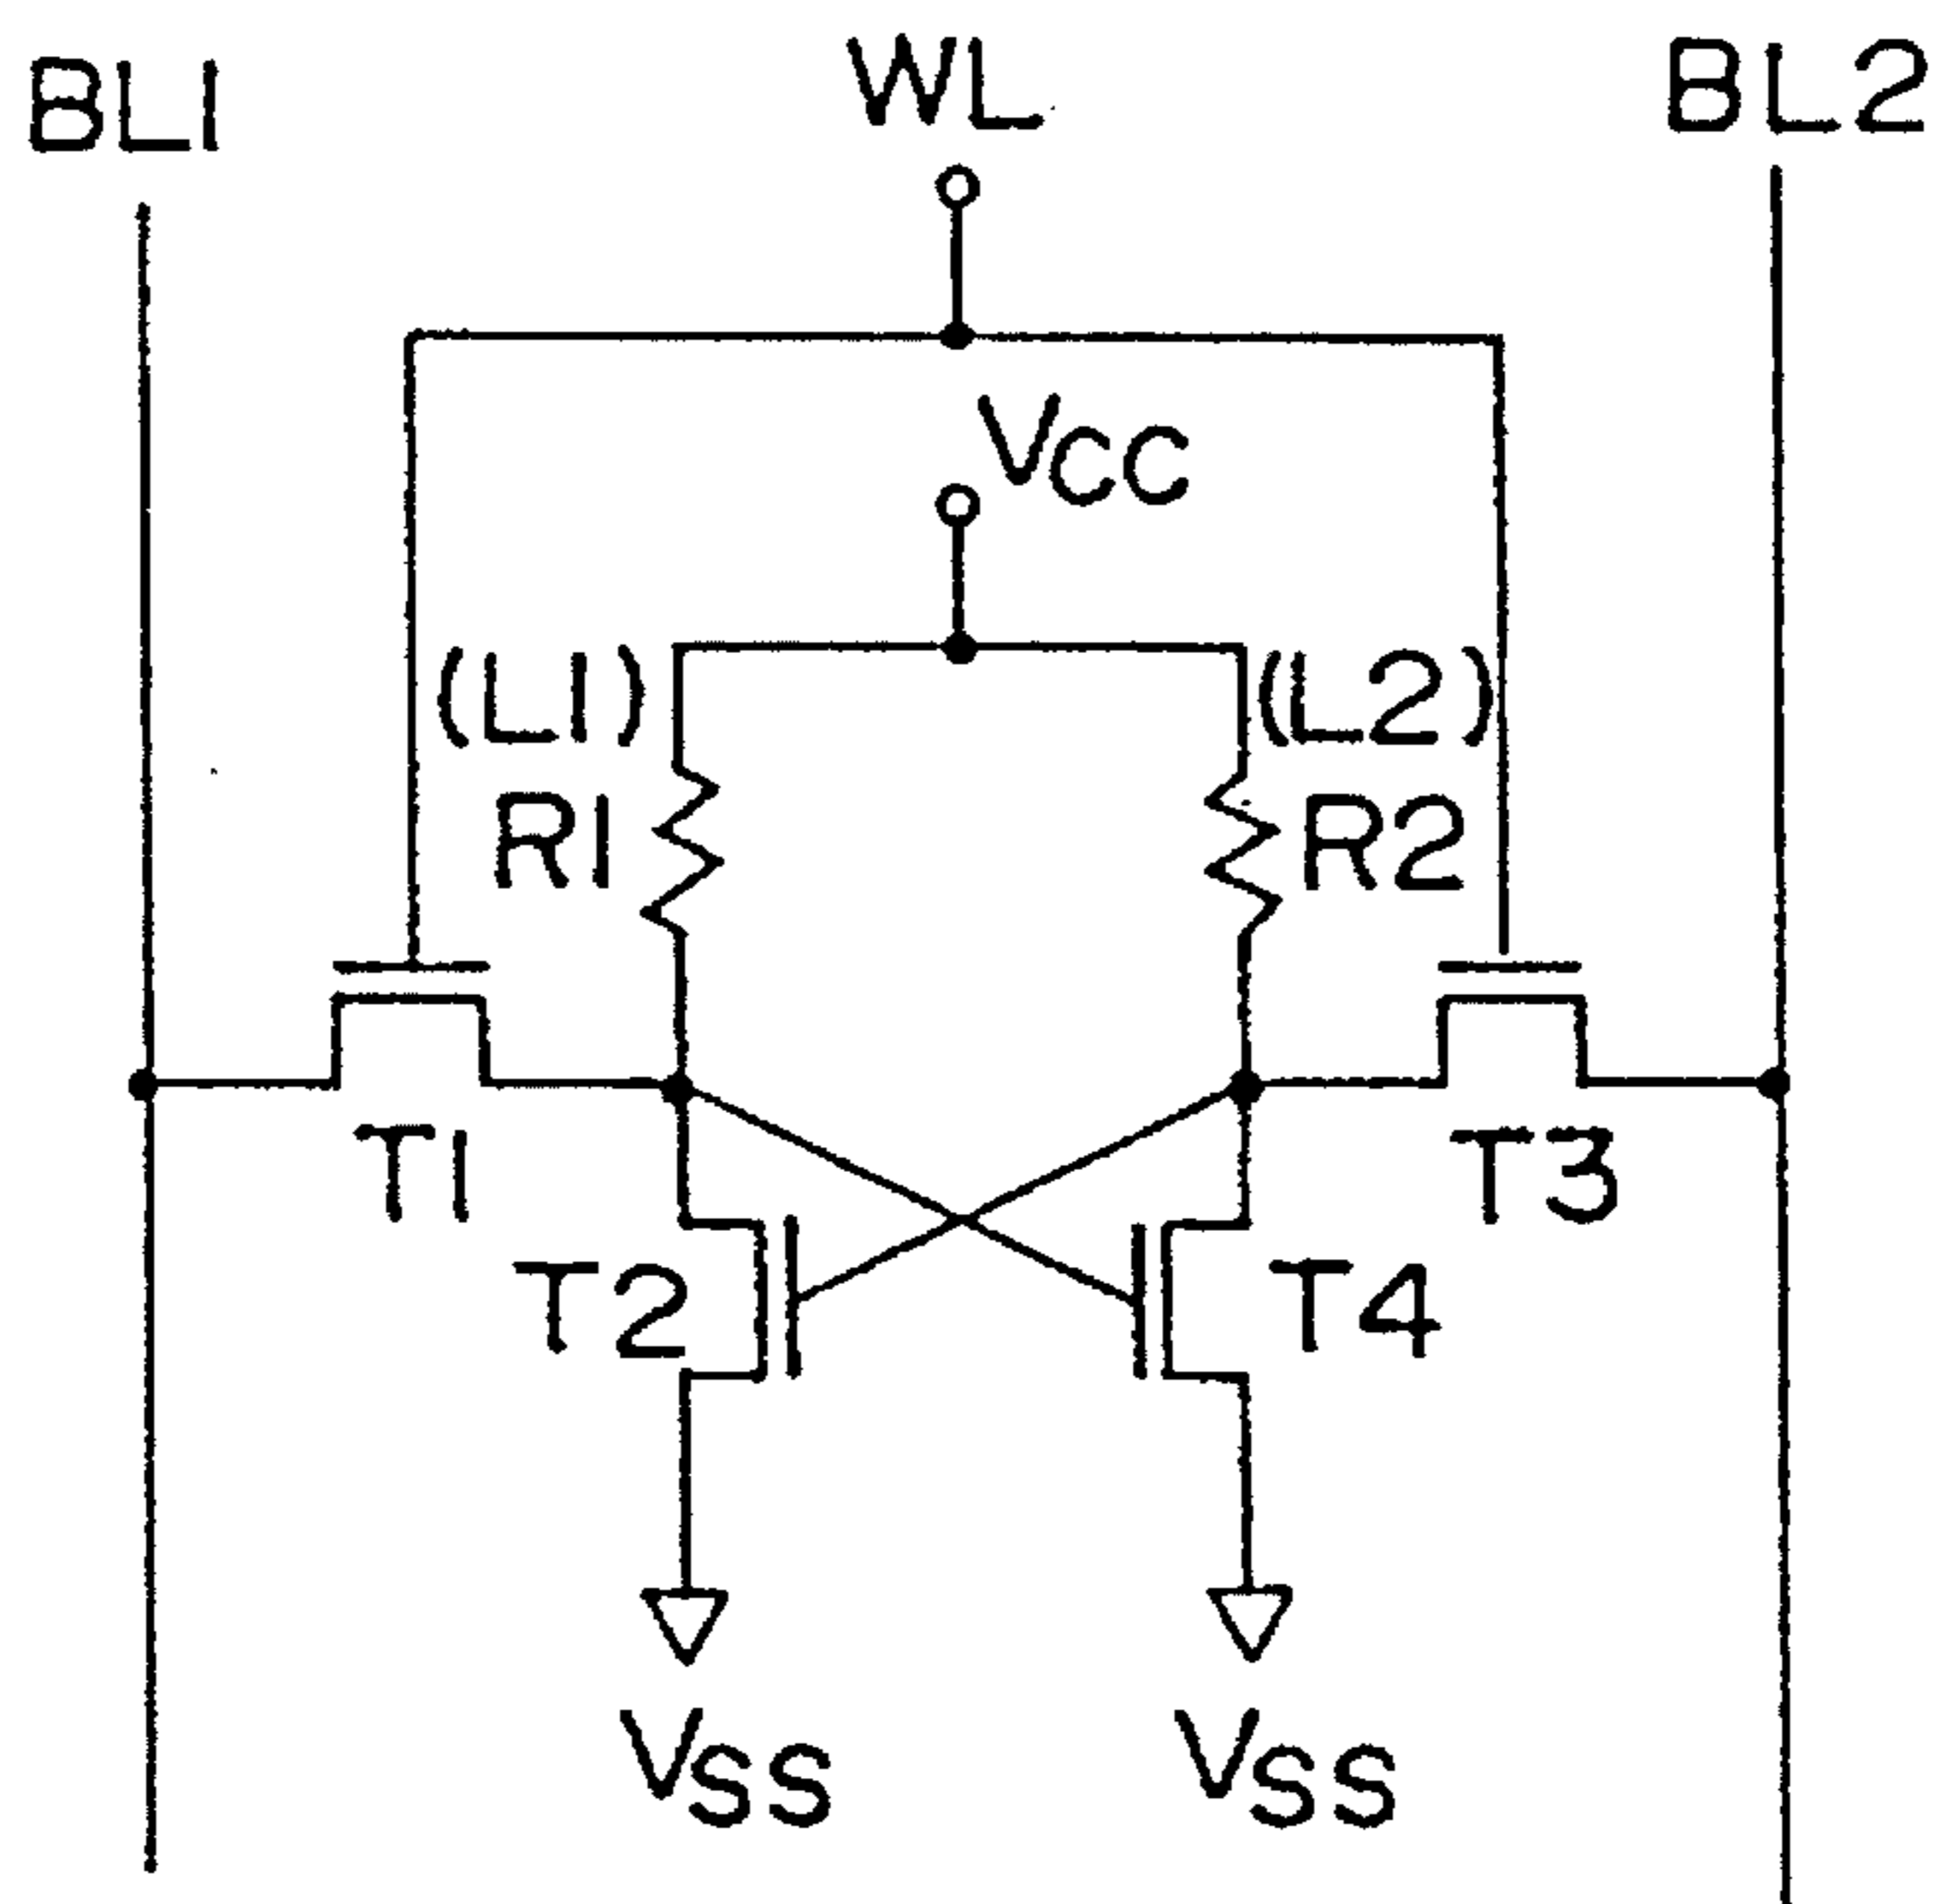 BL1 WL BL2
VCC
(L1) (L2)
R1 R2
T1 T3
T2 T4
VSS VSS